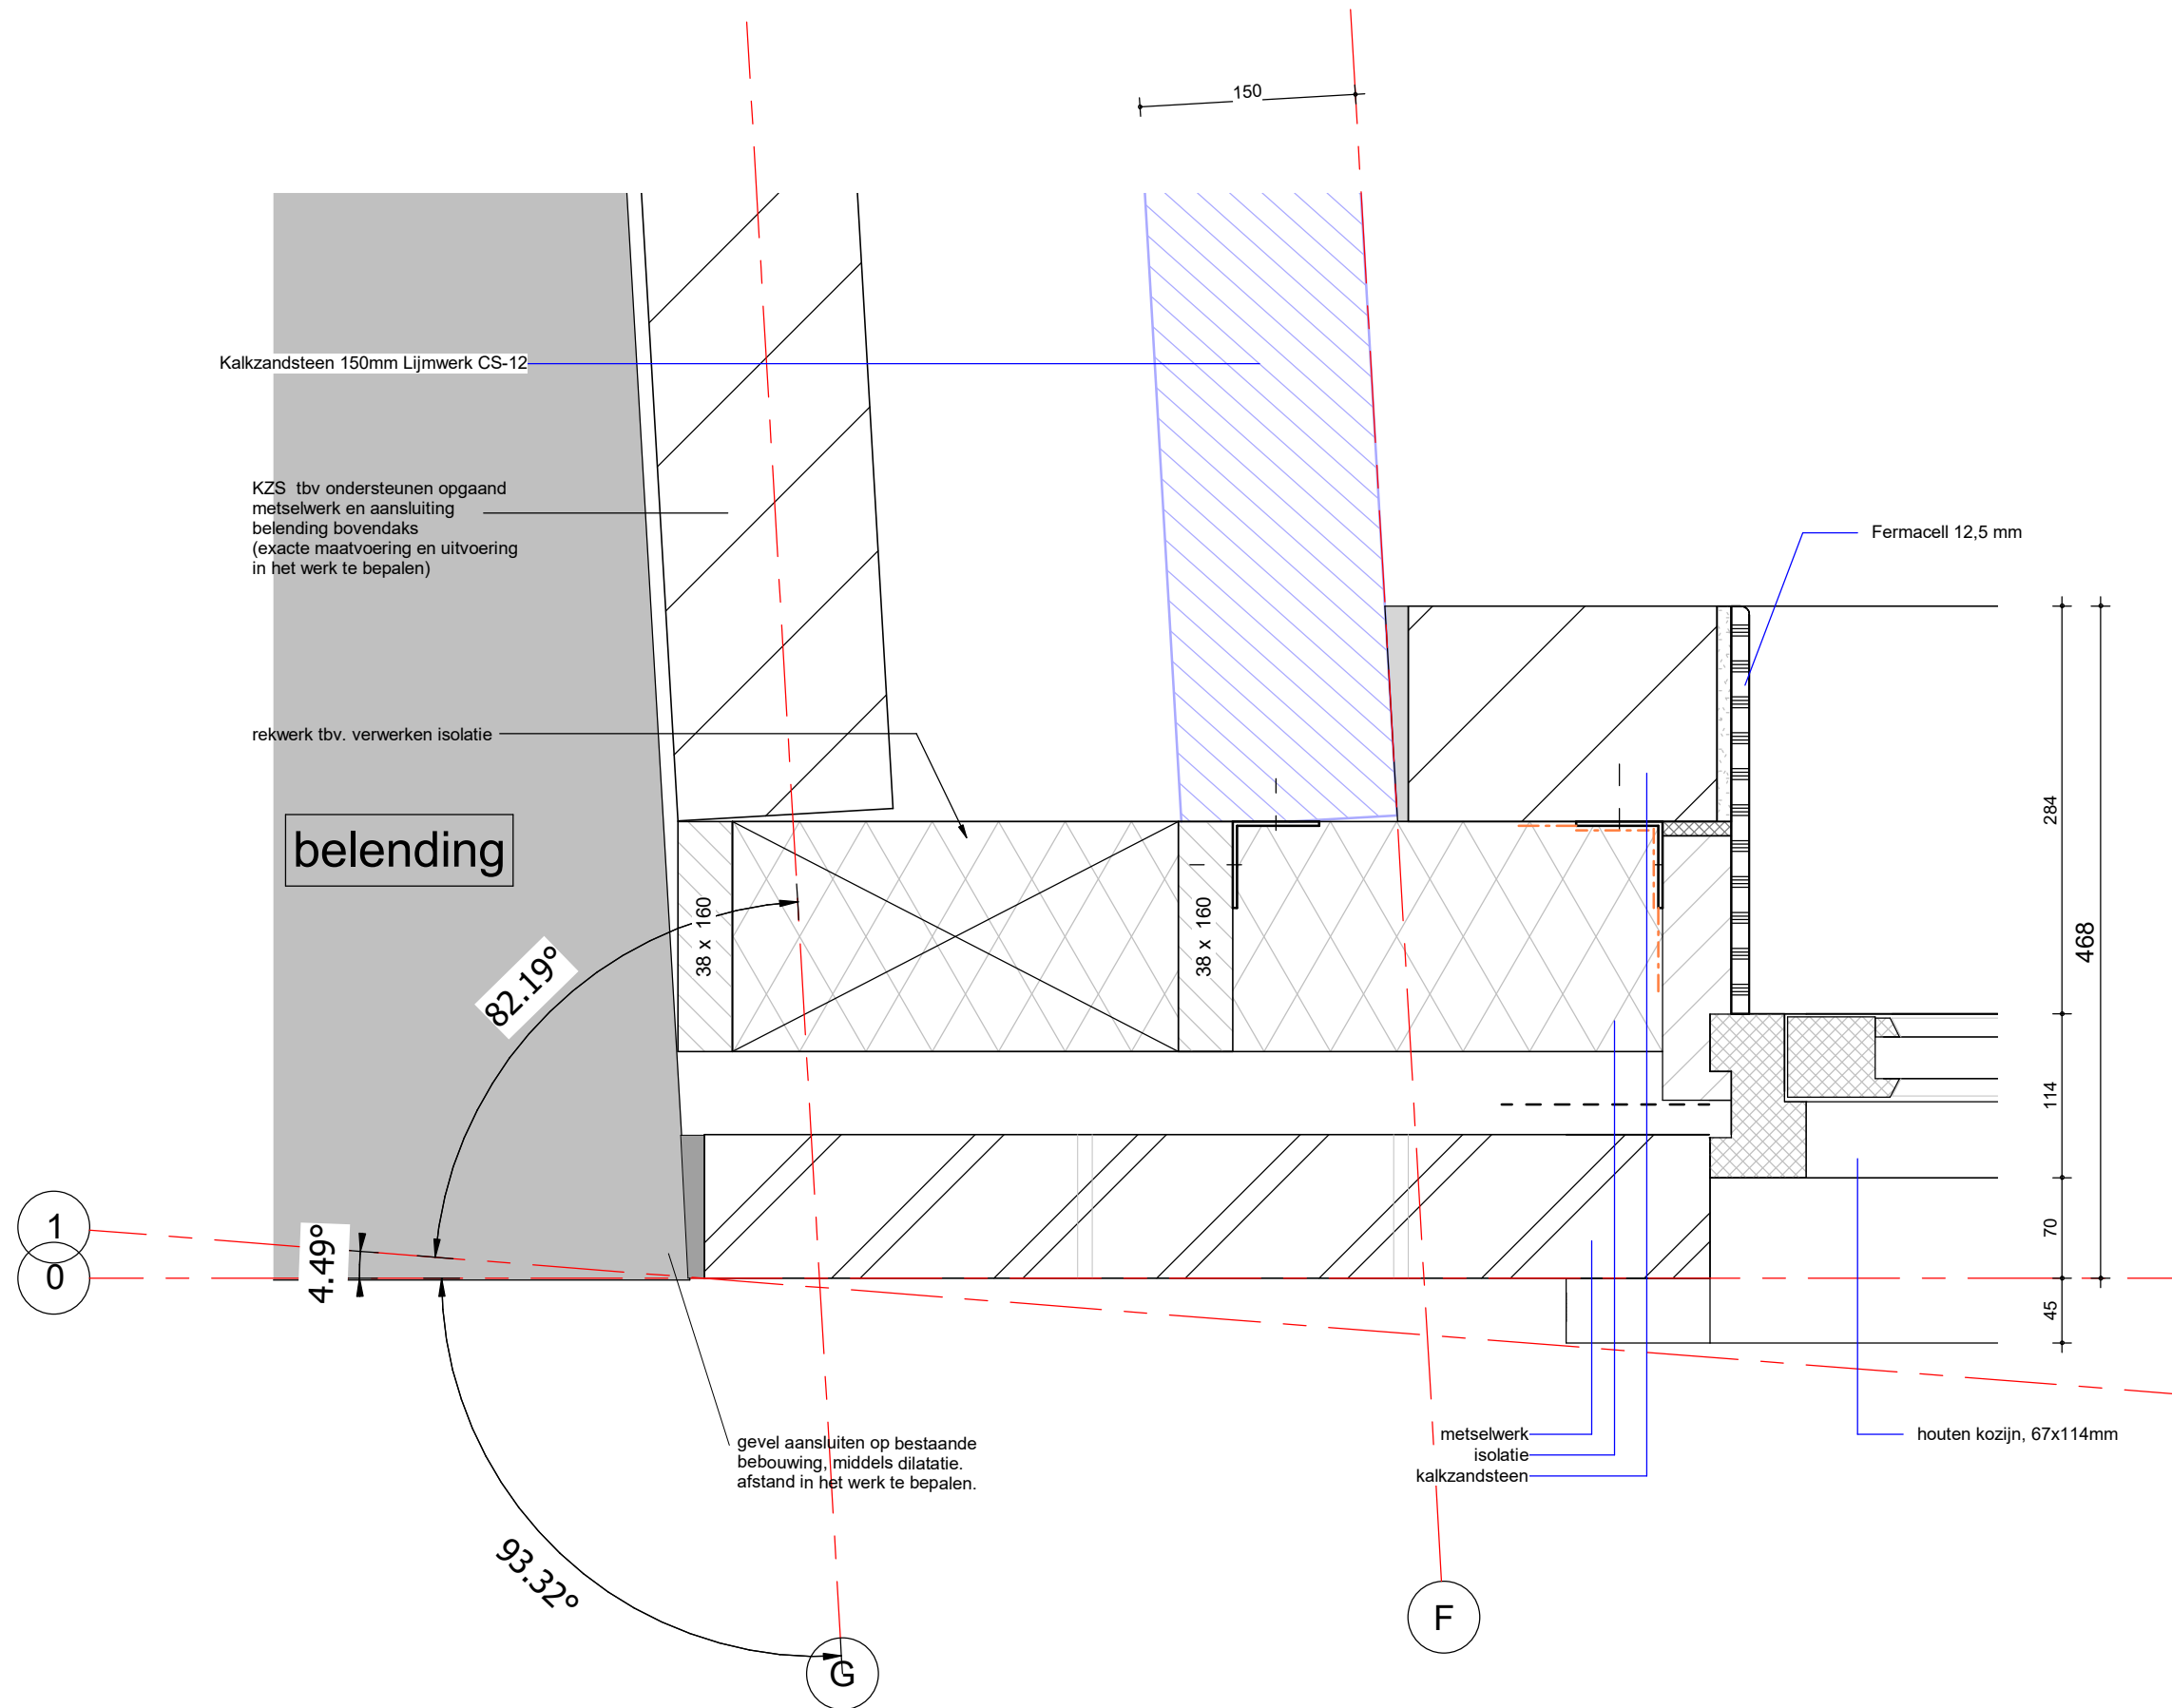 150
Kalkzandsteen 150mm Lijmwerk CS-12
KZS tbv ondersteunen opgaand
metselwerk en aansluiting
belending bovendaks
(exacte maatvoering en uitvoering
in het werk te bepalen)
Fermacell 12,5 mm
rekwerk tbv. verwerken isolatie
belending
38 x 160
38 x 160
284
468
114
70
45
82.19°
4.49°
93.32°
1
0
gevel aansluiten op bestaande
bebouwing, middels dilatatie.
afstand in het werk te bepalen.
metselwerk
isolatie
kalkzandsteen
houten kozijn, 67x114mm
F
G